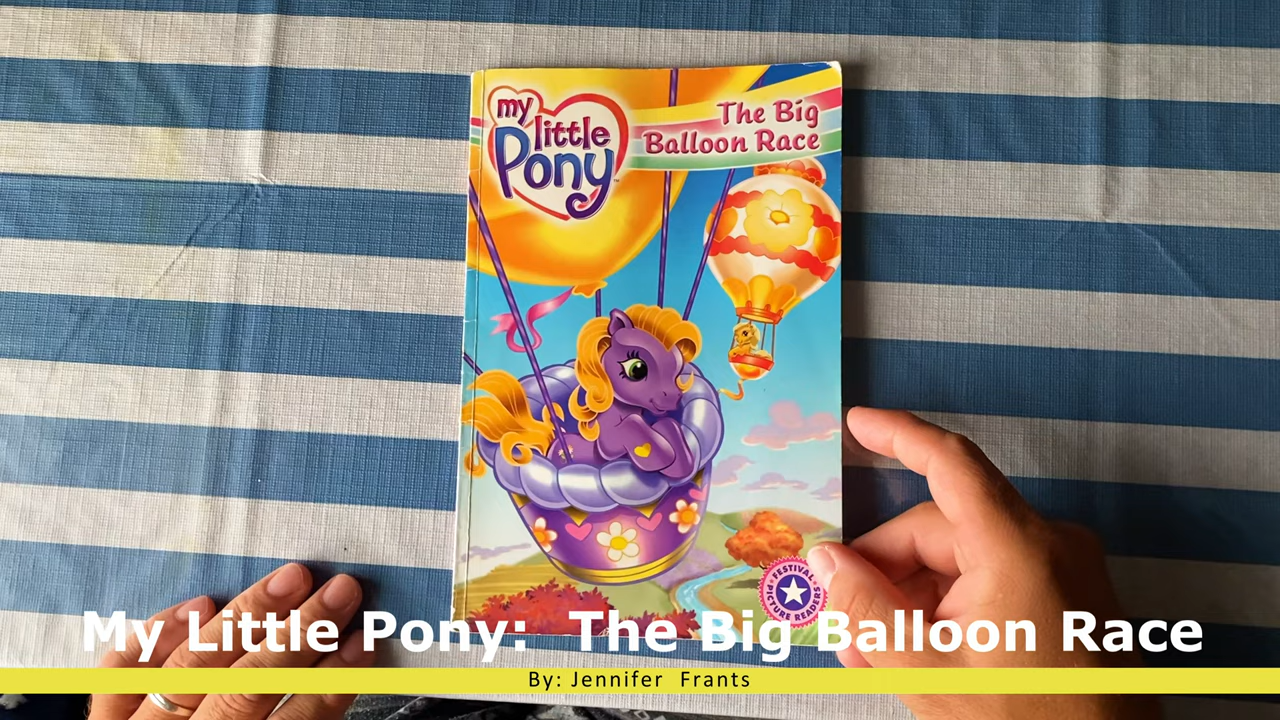 my
little
Pony
The Big
Balloon Race
FESTIVAL
PICTURE READERS
My Little Pony: The Big Balloon Race
By: Jennifer Frants